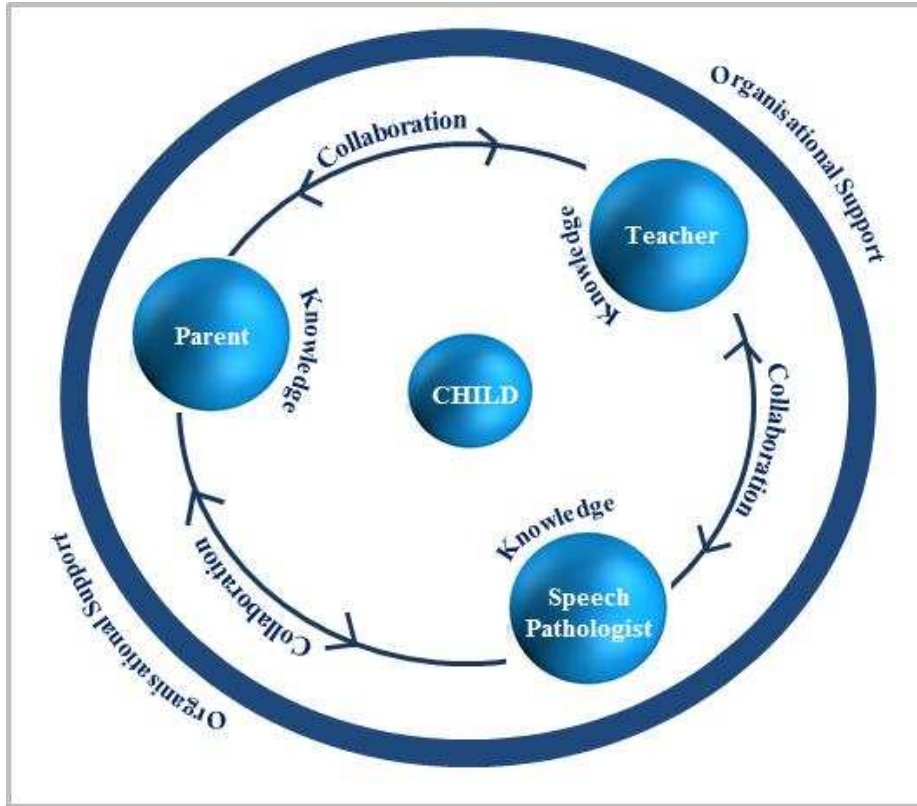 Organisational Support
Collaboration
Teacher
Knowledge
Parent
Knowledge
CHILD
Collaboration
Knowledge
Speech
Pathologist
Collaboration
Organisational Support